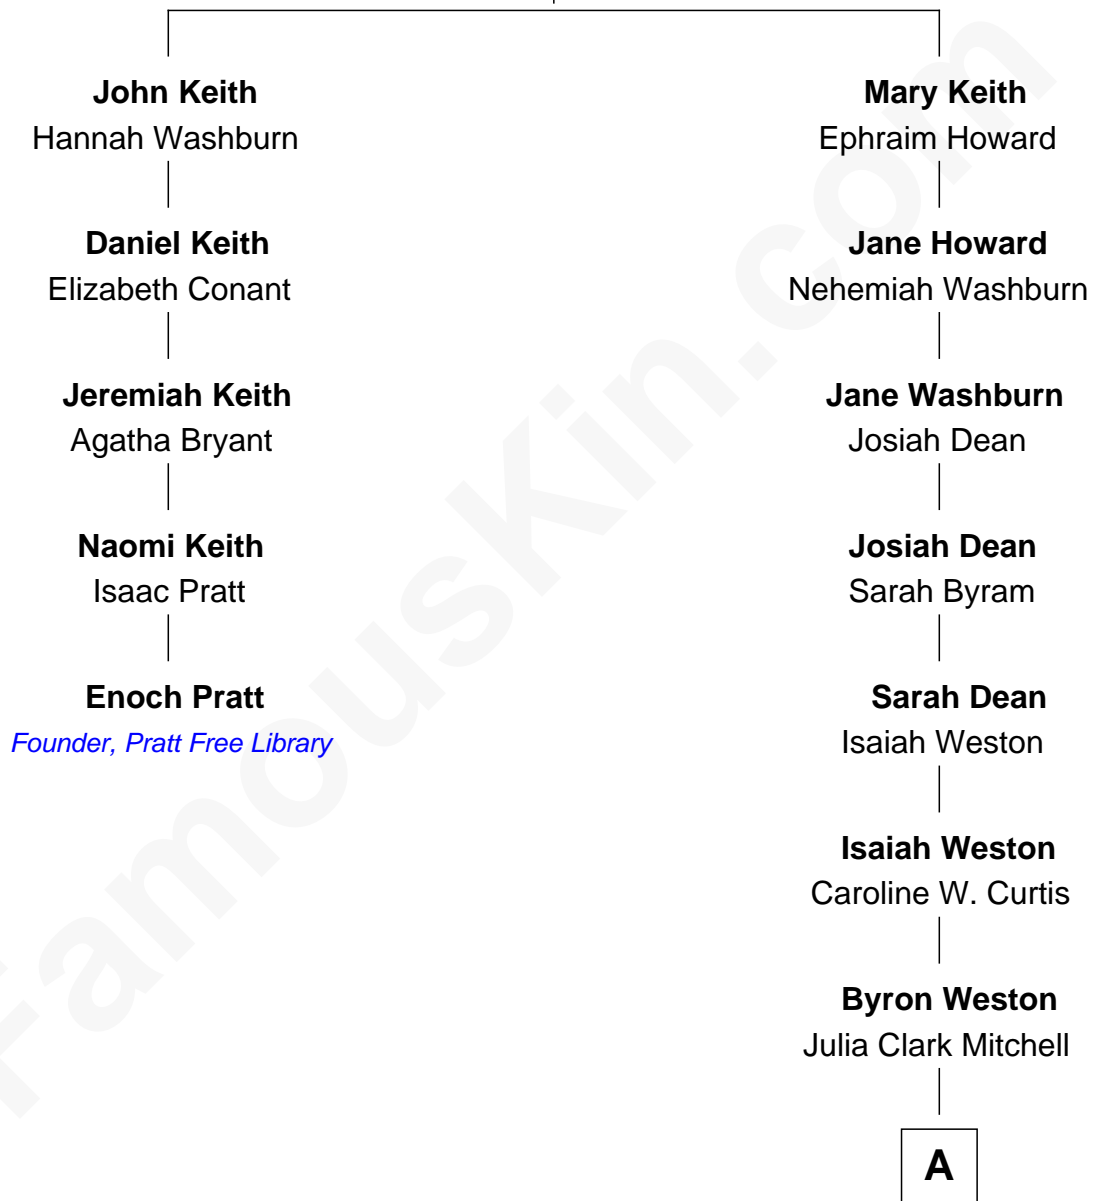 John Keith
Hannah Washburn
Daniel Keith
Elizabeth Conant
Jeremiah Keith
Agatha Bryant
Naomi Keith
Isaac Pratt
Enoch Pratt
Founder, Pratt Free Library
Mary Keith
Ephraim Howard
Jane Howard
Nehemiah Washburn
Jane Washburn
Josiah Dean
Josiah Dean
Sarah Byram
Sarah Dean
Isaiah Weston
Isaiah Weston
Caroline W. Curtis
Byron Weston
Julia Clark Mitchell
A
FamousKin.com